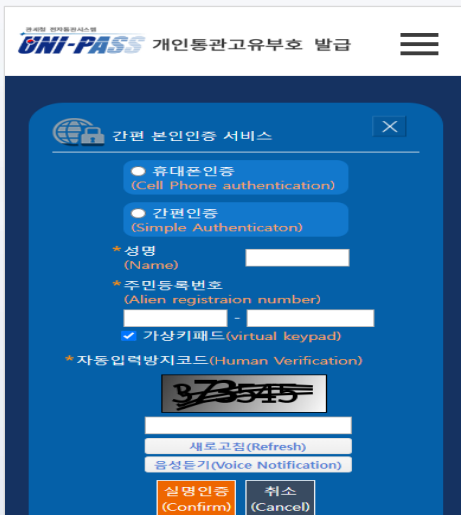 관세청 전자통관시스템
UNI-PASS 개인통관고유부호 발급
간편 본인인증 서비스
휴대폰인증
(Cell Phone authentication)
간편인증
(Simple Authenticaton)
*성명
(Name)
*주민등록번호
(Alien registraion number)
-
가상키패드(virtual keypad)
*자동입력방지코드(Human Verification)
373545
새로고침(Refresh)
음성듣기(Voice Notification)
실명인증 취소
(Confirm) (Cancel)